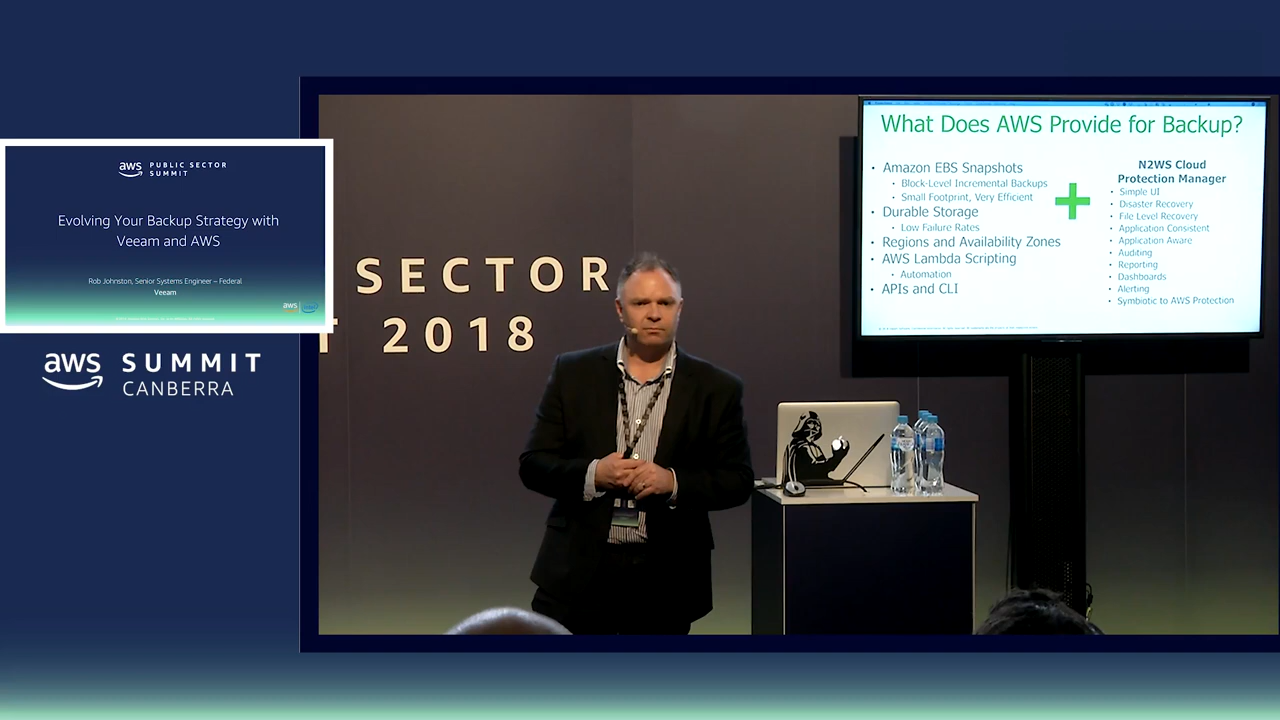 aws PUBLIC SECTOR
SUMMIT
Evolving Your Backup Strategy with
Veeam and AWS
Rob Johnston, Senior Systems Engineer – Federal
Veeam
aws
intel
aws SUMMIT
CANBERRA
SECTOR
T 2018
What Does AWS Provide for Backup?
• Amazon EBS Snapshots
• Block-Level Incremental Backups
• Small Footprint, Very Efficient
• Durable Storage
• Low Failure Rates
• Regions and Availability Zones
• AWS Lambda Scripting
• Automation
• APIs and CLI
N2WS Cloud
Protection Manager
• Simple UI
• Disaster Recovery
• File Level Recovery
• Application Consistent
• Application Aware
• Auditing
• Reporting
• Dashboards
• Alerting
• Symbiotic to AWS Protection